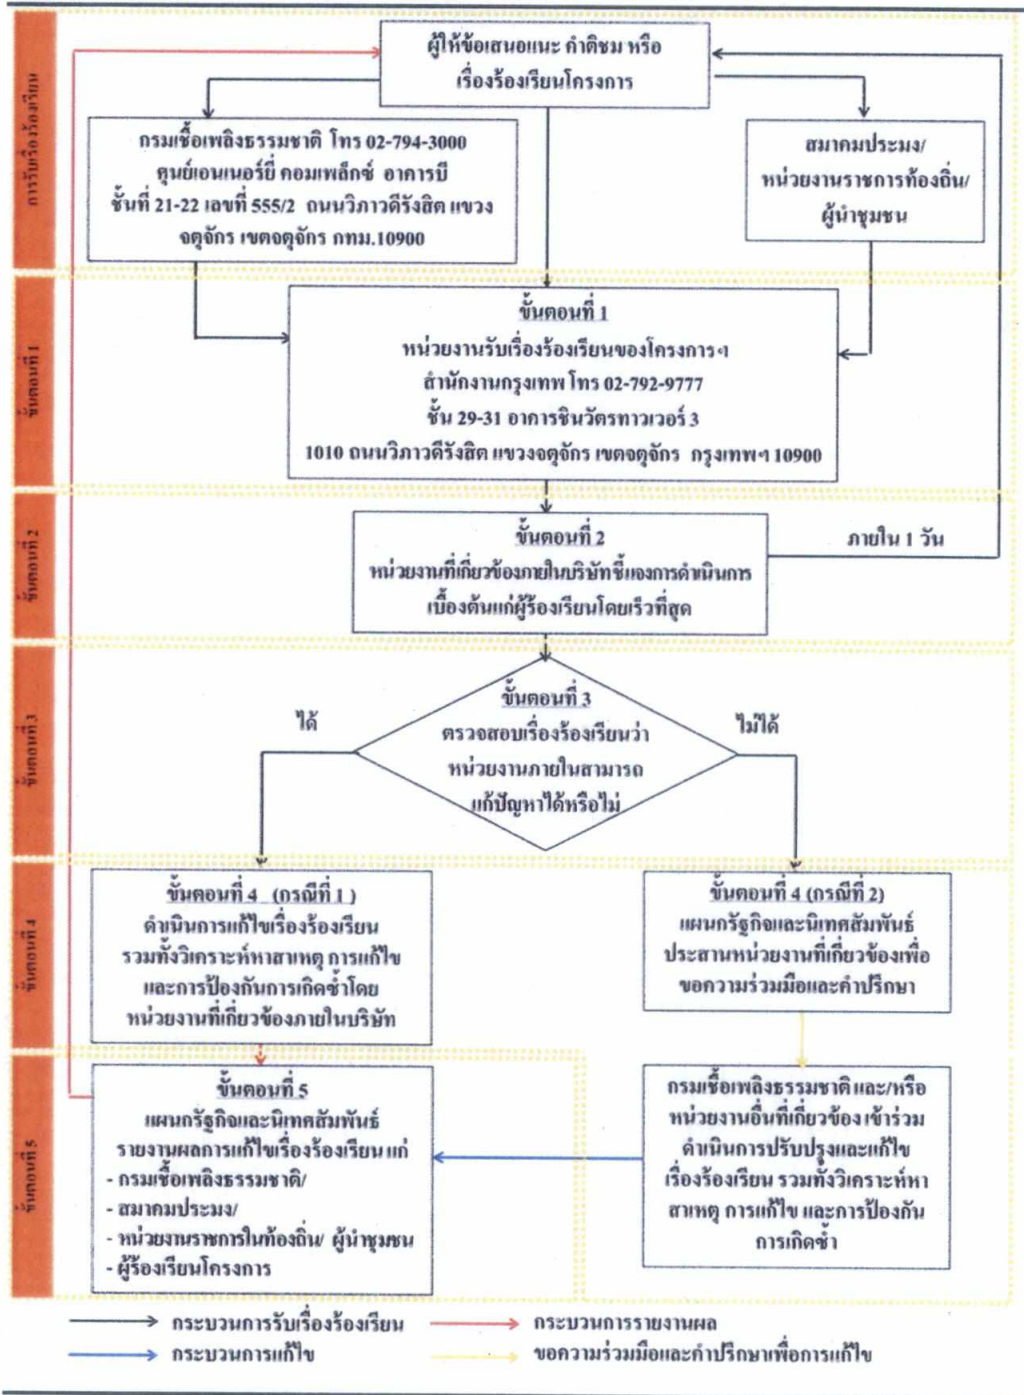 การรับเรื่องร้องเรียน
ผู้ให้ข้อเสนอแนะ คำติชม หรือ
เรื่องร้องเรียนโครงการ
กรมเชื้อเพลิงธรรมชาติ โทร 02-794-3000
ศูนย์เอนเนอร์ยี่ คอมเพล็กซ์ อาคารบี
ชั้นที่ 21-22 เลขที่ 555/2 ถนนวิภาวดีรังสิต แขวง
จตุจักร เขตจตุจักร กทม.10900
สมาคมประมง/
หน่วยงานราชการท้องถิ่น/
ผู้นำชุมชน
ขั้นตอนที่ 1
ขั้นตอนที่ 1
หน่วยงานรับเรื่องร้องเรียนของโครงการฯ
สำนักงานกรุงเทพ โทร 02-792-9777
ชั้น 29-31 อาคารชินวัตรทาวเวอร์ 3
1010 ถนนวิภาวดีรังสิต แขวงจตุจักร เขตจตุจักร กรุงเทพฯ 10900
ขั้นตอนที่ 2
ขั้นตอนที่ 2
หน่วยงานที่เกี่ยวข้องภายในบริษัทชี้แจงการดำเนินการ
เบื้องต้นแก่ผู้ร้องเรียนโดยเร็วที่สุด
ภายใน 1 วัน
ขั้นตอนที่ 3
ขั้นตอนที่ 3
ตรวจสอบเรื่องร้องเรียนว่า
หน่วยงานภายในสามารถ
แก้ปัญหาได้หรือไม่
ได้
ไม่ได้
ขั้นตอนที่ 4
ขั้นตอนที่ 4 (กรณีที่ 1)
ดำเนินการแก้ไขเรื่องร้องเรียน
รวมทั้งวิเคราะห์หาสาเหตุ การแก้ไข
และการป้องกันการเกิดซ้ำโดย
หน่วยงานที่เกี่ยวข้องภายในบริษัท
ขั้นตอนที่ 4 (กรณีที่ 2)
แผนกรัฐกิจและนิเทศสัมพันธ์
ประสานหน่วยงานที่เกี่ยวข้องเพื่อ
ขอความร่วมมือและคำปรึกษา
ขั้นตอนที่ 5
ขั้นตอนที่ 5
แผนกรัฐกิจและนิเทศสัมพันธ์
รายงานผลการแก้ไขเรื่องร้องเรียน แก่
- กรมเชื้อเพลิงธรรมชาติ/
- สมาคมประมง/
- หน่วยงานราชการในท้องถิ่น/ ผู้นำชุมชน
- ผู้ร้องเรียนโครงการ
กรมเชื้อเพลิงธรรมชาติ และ/หรือ
หน่วยงานอื่นที่เกี่ยวข้อง เข้าร่วม
ดำเนินการปรับปรุงและแก้ไข
เรื่องร้องเรียน รวมทั้งวิเคราะห์หา
สาเหตุ การแก้ไข และการป้องกัน
การเกิดซ้ำ
กระบวนการรับเรื่องร้องเรียน
กระบวนการรายงานผล
กระบวนการแก้ไข
ขอความร่วมมือและคำปรึกษาเพื่อการแก้ไข